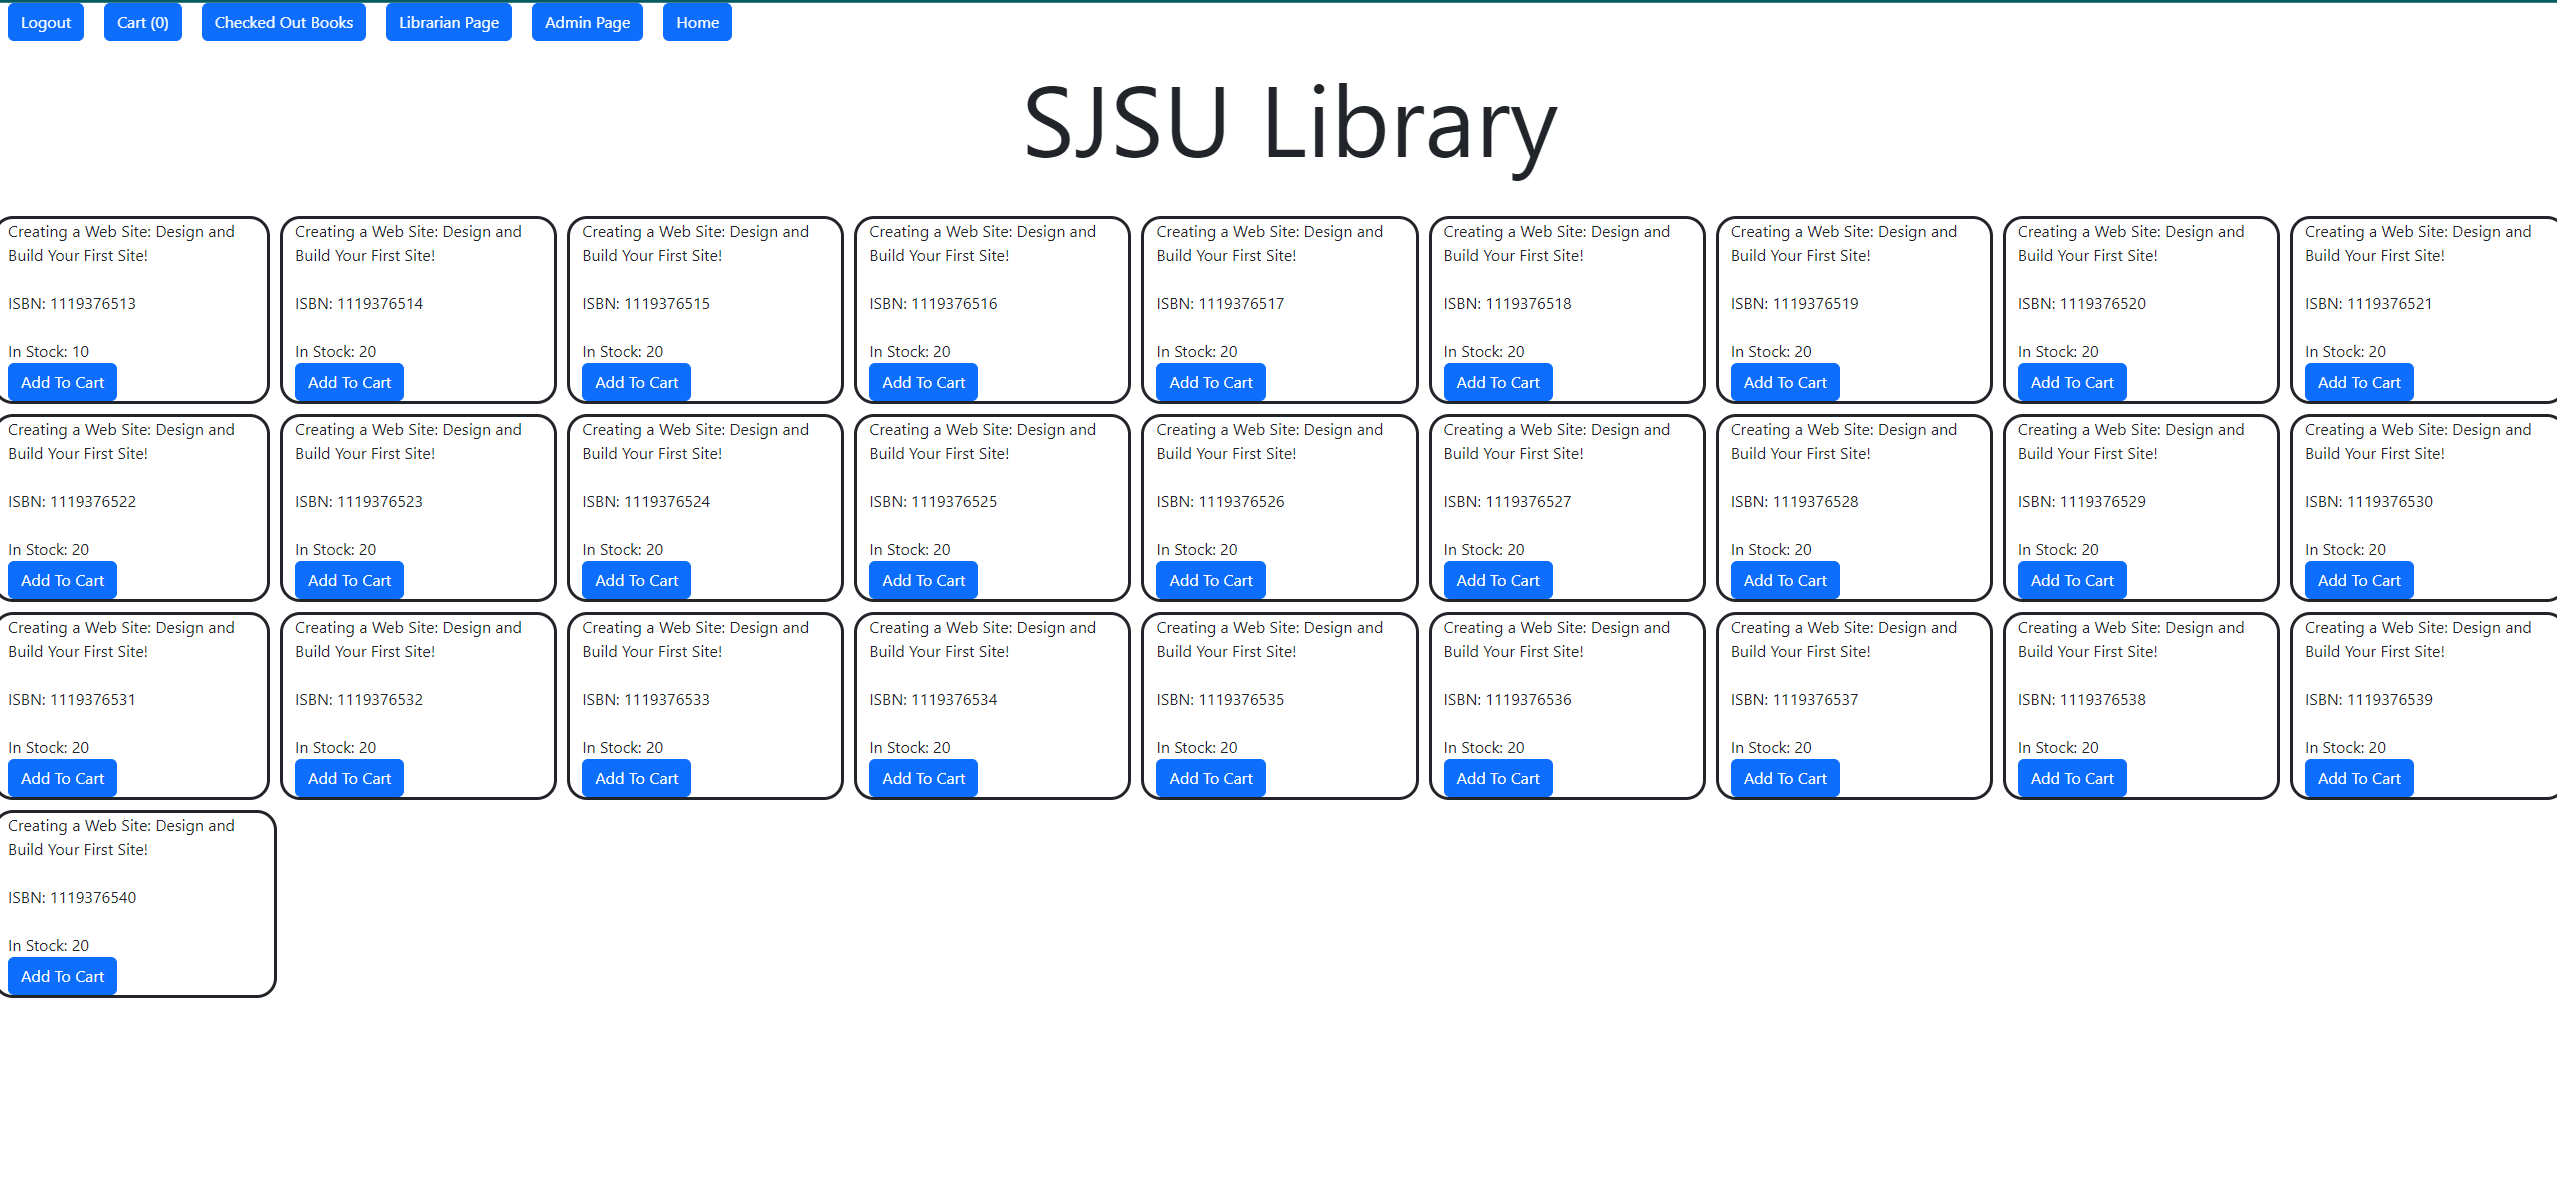 Logout Cart (0) Checked Out Books Librarian Page Admin Page Home
SJSU Library
Creating a Web Site: Design and
Build Your First Site!
ISBN: 1119376513
In Stock: 10
Add To Cart
Creating a Web Site: Design and
Build Your First Site!
ISBN: 1119376514
In Stock: 20
Add To Cart
Creating a Web Site: Design and
Build Your First Site!
ISBN: 1119376515
In Stock: 20
Add To Cart
Creating a Web Site: Design and
Build Your First Site!
ISBN: 1119376516
In Stock: 20
Add To Cart
Creating a Web Site: Design and
Build Your First Site!
ISBN: 1119376517
In Stock: 20
Add To Cart
Creating a Web Site: Design and
Build Your First Site!
ISBN: 1119376518
In Stock: 20
Add To Cart
Creating a Web Site: Design and
Build Your First Site!
ISBN: 1119376519
In Stock: 20
Add To Cart
Creating a Web Site: Design and
Build Your First Site!
ISBN: 1119376520
In Stock: 20
Add To Cart
Creating a Web Site: Design and
Build Your First Site!
ISBN: 1119376521
In Stock: 20
Add To Cart
Creating a Web Site: Design and
Build Your First Site!
ISBN: 1119376522
In Stock: 20
Add To Cart
Creating a Web Site: Design and
Build Your First Site!
ISBN: 1119376523
In Stock: 20
Add To Cart
Creating a Web Site: Design and
Build Your First Site!
ISBN: 1119376524
In Stock: 20
Add To Cart
Creating a Web Site: Design and
Build Your First Site!
ISBN: 1119376525
In Stock: 20
Add To Cart
Creating a Web Site: Design and
Build Your First Site!
ISBN: 1119376526
In Stock: 20
Add To Cart
Creating a Web Site: Design and
Build Your First Site!
ISBN: 1119376527
In Stock: 20
Add To Cart
Creating a Web Site: Design and
Build Your First Site!
ISBN: 1119376528
In Stock: 20
Add To Cart
Creating a Web Site: Design and
Build Your First Site!
ISBN: 1119376529
In Stock: 20
Add To Cart
Creating a Web Site: Design and
Build Your First Site!
ISBN: 1119376530
In Stock: 20
Add To Cart
Creating a Web Site: Design and
Build Your First Site!
ISBN: 1119376531
In Stock: 20
Add To Cart
Creating a Web Site: Design and
Build Your First Site!
ISBN: 1119376532
In Stock: 20
Add To Cart
Creating a Web Site: Design and
Build Your First Site!
ISBN: 1119376533
In Stock: 20
Add To Cart
Creating a Web Site: Design and
Build Your First Site!
ISBN: 1119376534
In Stock: 20
Add To Cart
Creating a Web Site: Design and
Build Your First Site!
ISBN: 1119376535
In Stock: 20
Add To Cart
Creating a Web Site: Design and
Build Your First Site!
ISBN: 1119376536
In Stock: 20
Add To Cart
Creating a Web Site: Design and
Build Your First Site!
ISBN: 1119376537
In Stock: 20
Add To Cart
Creating a Web Site: Design and
Build Your First Site!
ISBN: 1119376538
In Stock: 20
Add To Cart
Creating a Web Site: Design and
Build Your First Site!
ISBN: 1119376539
In Stock: 20
Add To Cart
Creating a Web Site: Design and
Build Your First Site!
ISBN: 1119376540
In Stock: 20
Add To Cart